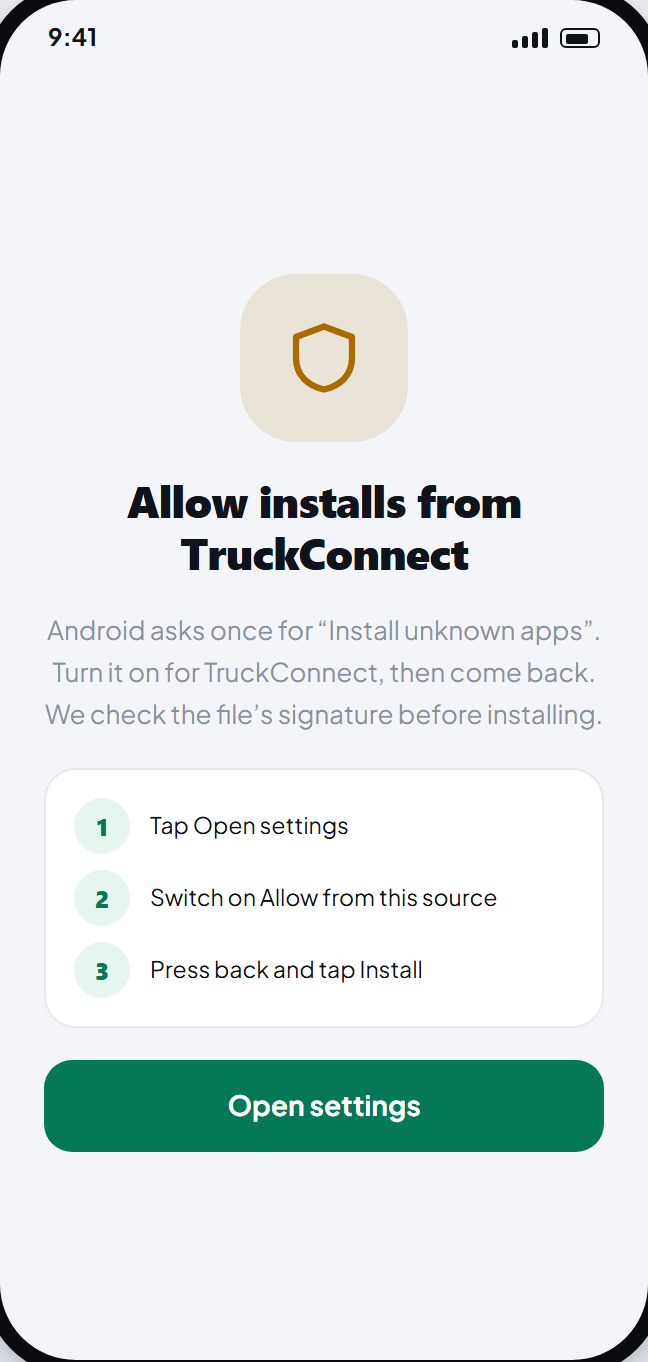 9:41
Allow installs from
TruckConnect
Android asks once for “Install unknown apps”.
Turn it on for TruckConnect, then come back.
We check the file’s signature before installing.
1 Tap Open settings
2 Switch on Allow from this source
3 Press back and tap Install
Open settings